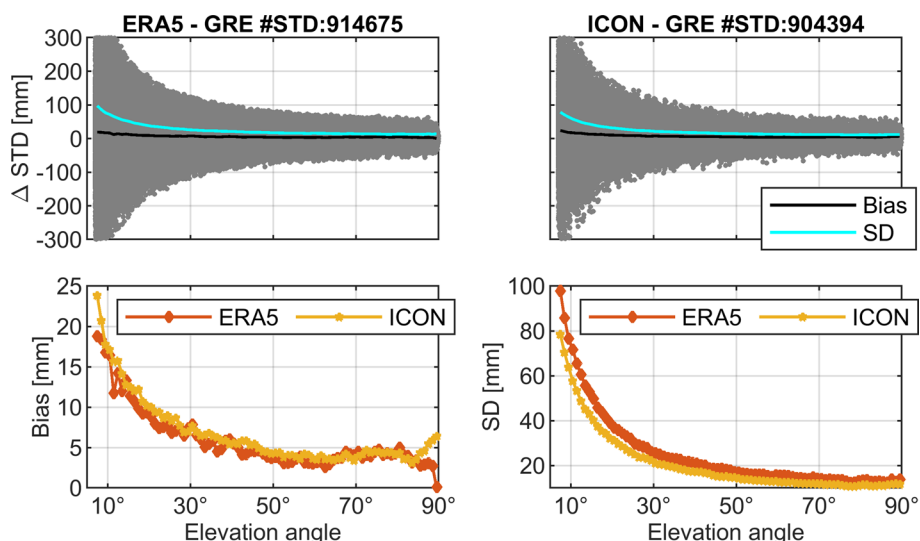 ERA5 - GRE #STD:914675
ICON - GRE #STD:904394
Δ STD [mm]
300
200
100
0
-100
-200
-300
Bias
SD
Bias [mm]
25
20
15
10
5
0
ERA5
ICON
10°
30°
50°
70°
90°
Elevation angle
SD [mm]
100
80
60
40
20
ERA5
ICON
10°
30°
50°
70°
90°
Elevation angle